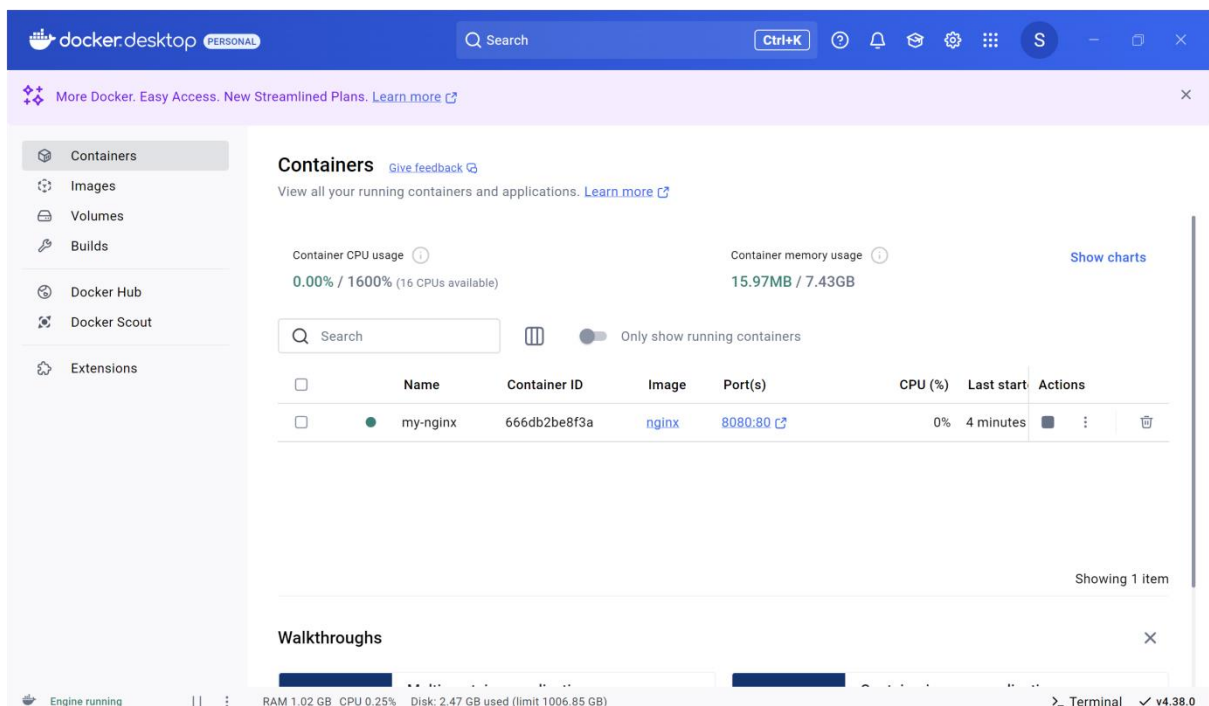 docker.desktop PERSONAL
Search
Ctrl+K
S
More Docker. Easy Access. New Streamlined Plans. Learn more
Containers
Images
Volumes
Builds
Docker Hub
Docker Scout
Extensions
Containers Give feedback
View all your running containers and applications. Learn more
Container CPU usage
0.00% / 1600% (16 CPUs available)
Container memory usage
15.97MB / 7.43GB
Show charts
Search
Only show running containers
Name Container ID Image Port(s) CPU (%) Last start Actions
my-nginx 666db2be8f3a nginx 8080:80 0% 4 minutes
Showing 1 item
Walkthroughs
Engine running RAM 1.02 GB CPU 0.25% Disk: 2.47 GB used (limit 1006.85 GB) Terminal v4.38.0